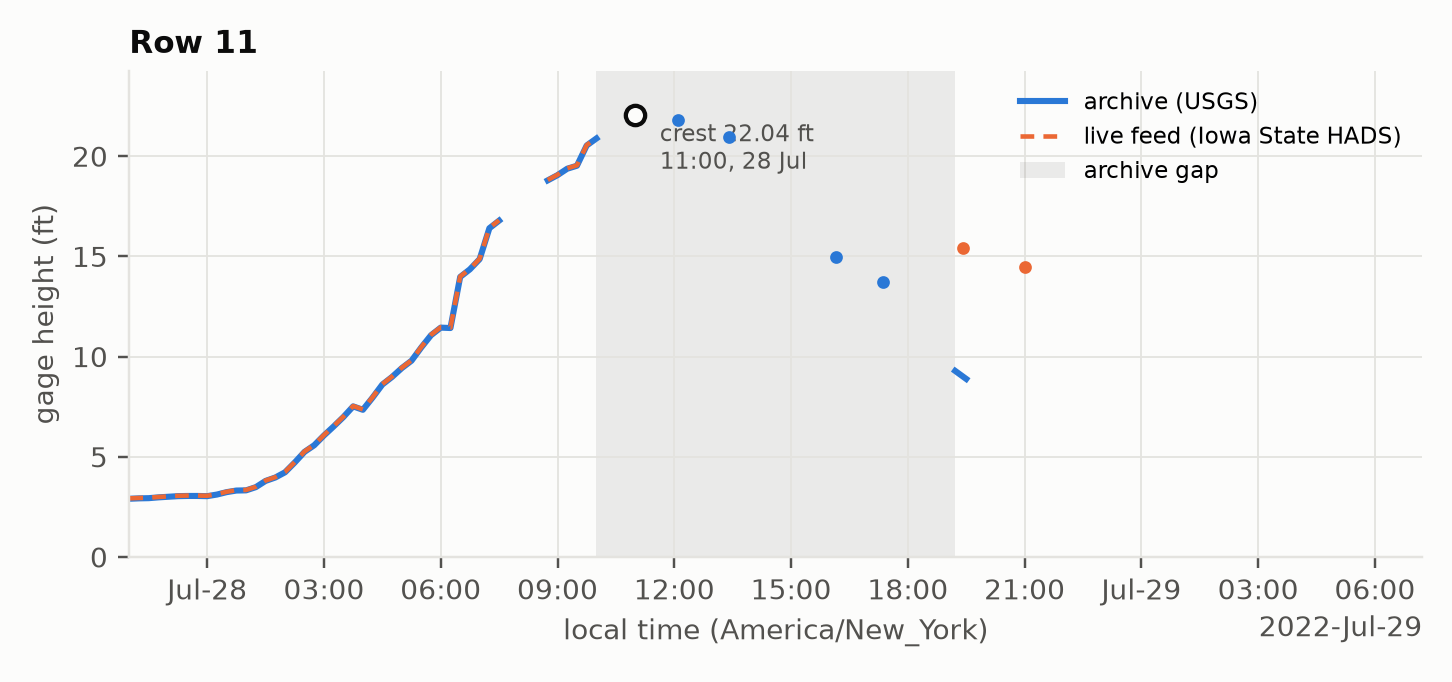 Row 11
archive (USGS)
live feed (Iowa State HADS)
archive gap
crest 22.04 ft
11:00, 28 Jul
gage height (ft)
20
15
10
5
0
Jul-28 03:00 06:00 09:00 12:00 15:00 18:00 21:00 Jul-29 03:00 06:00
local time (America/New_York)
2022-Jul-29